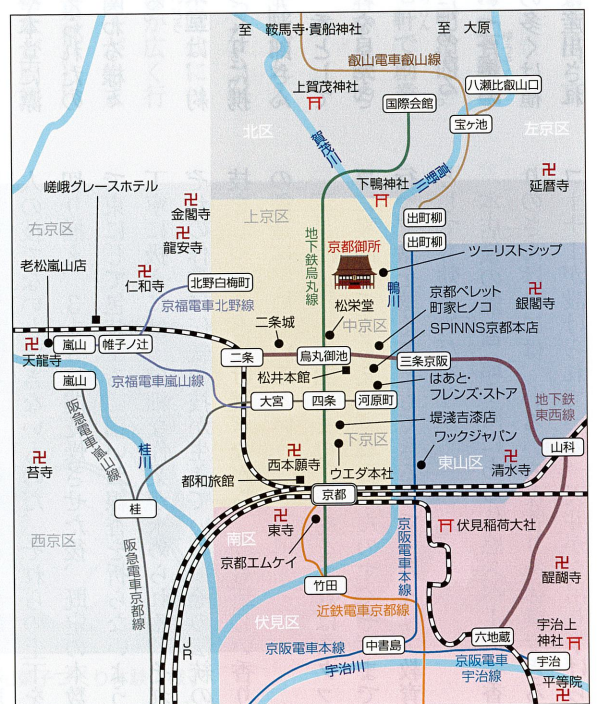 至 鞍馬寺・貴船神社
至 大原
叡山電車叡山線
八瀬比叡山口
上賀茂神社
国際会館
宝ヶ池
北区
左京区
賀茂川
高野川
延暦寺
嵯峨グレースホテル
金閣寺
下鴨神社
上京区
出町柳
出町柳
右京区
龍安寺
地下鉄烏丸線
京都御所
ツーリストシップ
老松嵐山店
仁和寺
北野白梅町
鴨川
京都ペレット
町家ヒノコ
銀閣寺
京福電車北野線
松栄堂
中京区
SPINNS京都本店
二条城
天龍寺
嵐山
帷子ノ辻
二条
烏丸御池
三条京阪
嵐山
京福電車嵐山線
松井本館
はあと・
フレンズ・ストア
地下鉄
東西線
大宮
四条
河原町
阪急電車嵐山線
桂川
堤淺吉漆店
下京区
ワックジャパン
山科
苔寺
西本願寺
ウエダ本社
東山区
清水寺
都和旅館
京都
桂
南区
東寺
伏見稲荷大社
西京区
京都エムケイ
京阪電車本線
阪急電車京都線
醍醐寺
竹田
近鉄電車京都線
伏見区
宇治上
神社
JR
京阪電車本線
中書島
六地蔵
宇治川
京阪電車
宇治線
宇治
平等院